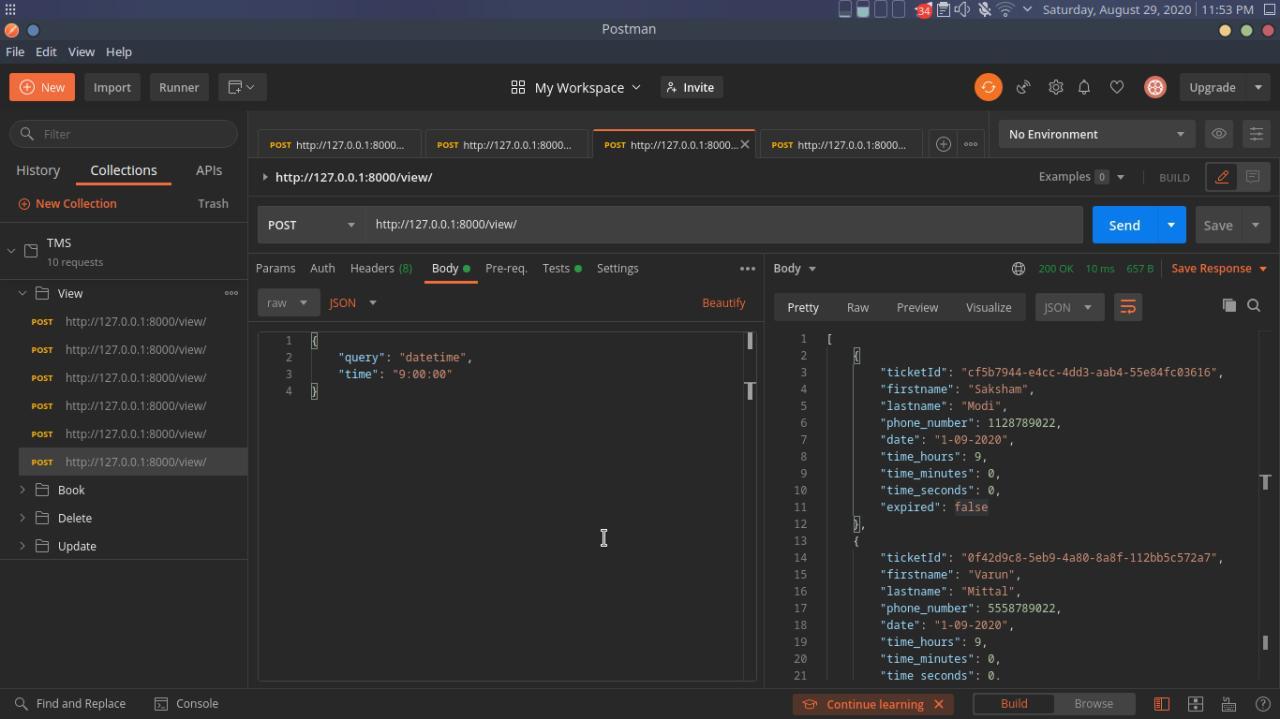 34
Saturday, August 29, 2020 | 11:53 PM
Postman
File Edit View Help
New Import Runner My Workspace Invite Upgrade
Filter
History Collections APIs
New Collection Trash
TMS
10 requests
View
POST http://127.0.0.1:8000/view/
POST http://127.0.0.1:8000/view/
POST http://127.0.0.1:8000/view/
POST http://127.0.0.1:8000/view/
POST http://127.0.0.1:8000/view/
POST http://127.0.0.1:8000/view/
Book
Delete
Update
POST http://127.0.0.1:8000... POST http://127.0.0.1:8000... POST http://127.0.0.1:8000... POST http://127.0.0.1:8000...
No Environment
http://127.0.0.1:8000/view/ Examples 0 BUILD
POST http://127.0.0.1:8000/view/ Send Save
Params Auth Headers (8) Body Pre-req. Tests Settings
raw JSON Beautify
1 {
2 "query": "datetime",
3 "time": "9:00:00"
4 }
Body 200 OK 10 ms 657 B Save Response
Pretty Raw Preview Visualize JSON
1 [
2 {
3 "ticketId": "cf5b7944-e4cc-4dd3-aab4-55e84fc03616",
4 "firstname": "Saksham",
5 "lastname": "Modi",
6 "phone_number": 1128789022,
7 "date": "1-09-2020",
8 "time_hours": 9,
9 "time_minutes": 0,
10 "time_seconds": 0,
11 "expired": false
12 },
13 {
14 "ticketId": "0f42d9c8-5eb9-4a80-8a8f-112bb5c572a7",
15 "firstname": "Varun",
16 "lastname": "Mittal",
17 "phone_number": 5558789022,
18 "date": "1-09-2020",
19 "time_hours": 9,
20 "time_minutes": 0,
21 "time_seconds": 0,
Find and Replace Console Continue learning Build Browse